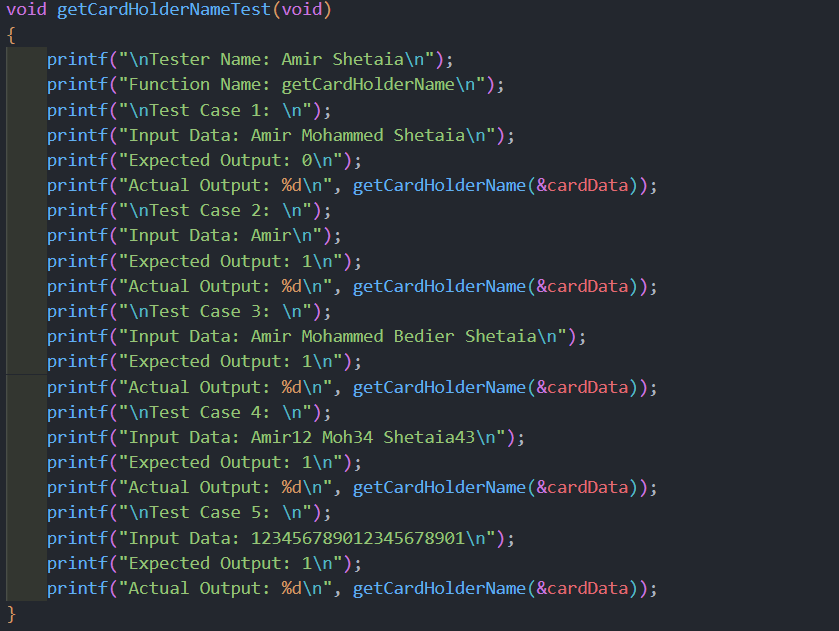 void getCardHolderNameTest(void)
{
printf("\nTester Name: Amir Shetaia\n");
printf("Function Name: getCardHolderName\n");
printf("\nTest Case 1: \n");
printf("Input Data: Amir Mohammed Shetaia\n");
printf("Expected Output: 0\n");
printf("Actual Output: %d\n", getCardHolderName(&cardData));
printf("\nTest Case 2: \n");
printf("Input Data: Amir\n");
printf("Expected Output: 1\n");
printf("Actual Output: %d\n", getCardHolderName(&cardData));
printf("\nTest Case 3: \n");
printf("Input Data: Amir Mohammed Bedier Shetaia\n");
printf("Expected Output: 1\n");
printf("Actual Output: %d\n", getCardHolderName(&cardData));
printf("\nTest Case 4: \n");
printf("Input Data: Amir12 Moh34 Shetaia43\n");
printf("Expected Output: 1\n");
printf("Actual Output: %d\n", getCardHolderName(&cardData));
printf("\nTest Case 5: \n");
printf("Input Data: 123456789012345678901\n");
printf("Expected Output: 1\n");
printf("Actual Output: %d\n", getCardHolderName(&cardData));
}